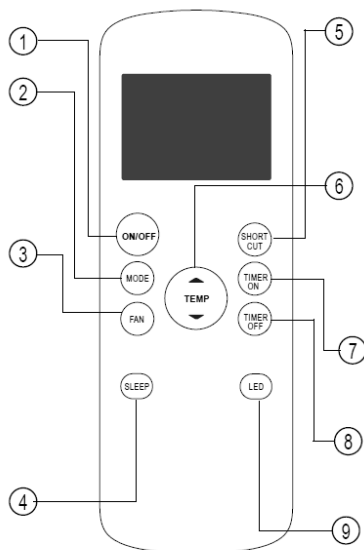 1
5
2
6
ON/OFF
SHORT
CUT
3
MODE
TEMP
TIMER
ON
FAN
TIMER
OFF
7
SLEEP
LED
8
4
9